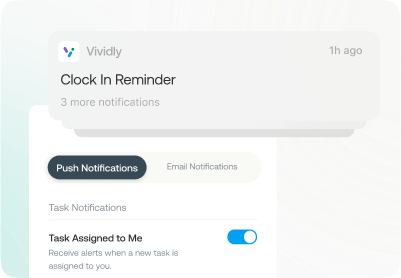 Vividly
1h ago
Clock In Reminder
3 more notifications
Push Notifications
Email Notifications
Task Notifications
Task Assigned to Me
Receive alerts when a new task is
assigned to you.